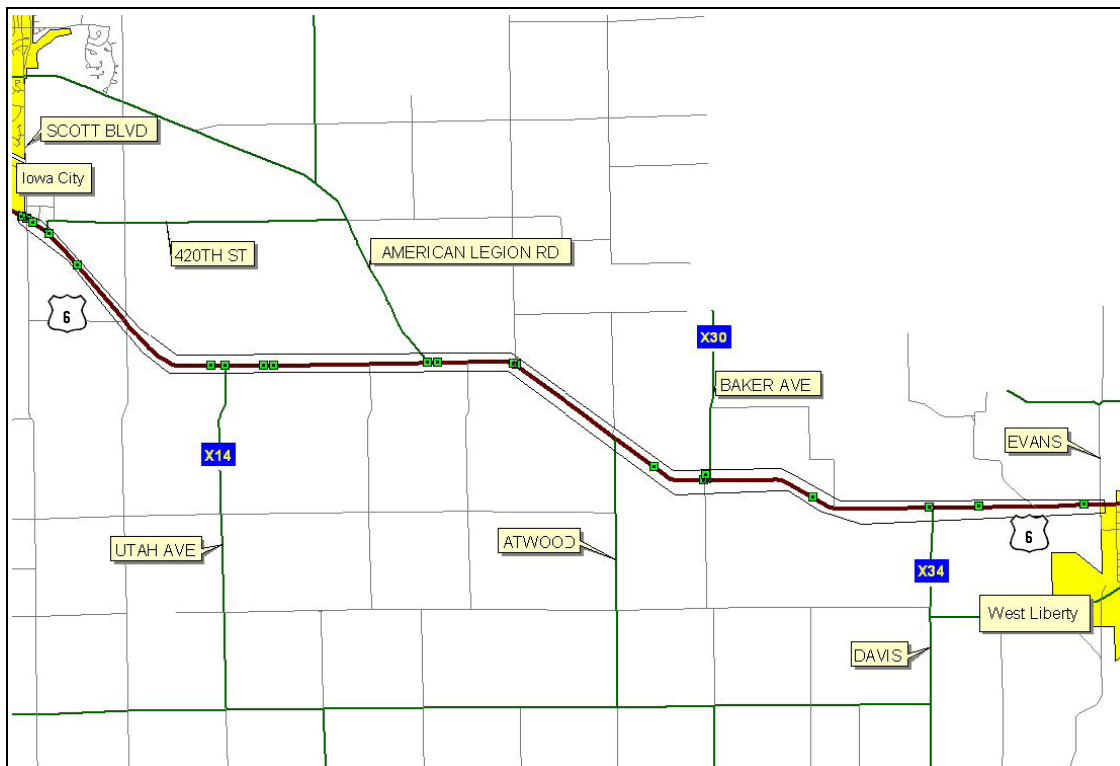 SCOTT BLVD
Iowa City
420TH ST
AMERICAN LEGION RD
6
X30
BAKER AVE
EVANS
X14
UTAH AVE
ATWOOD
6
X34
West Liberty
DAVIS